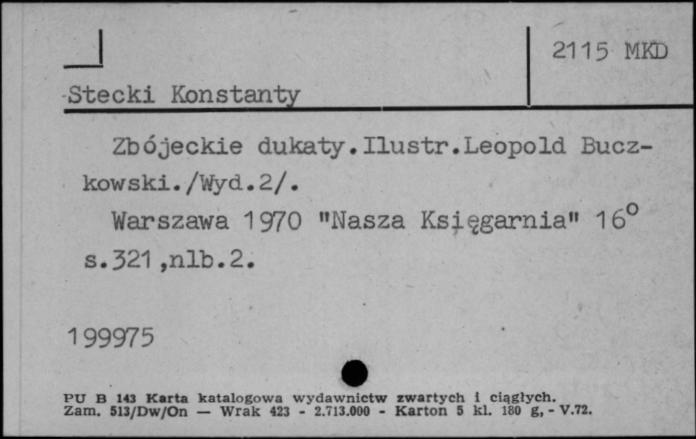 2115 MKD
Stecki Konstanty
Zbójeckie dukaty.Ilustr.Leopold Bucz-
kowski./Wyd.2/.
Warszawa 1970 "Nasza Księgarnia" 16°
s.321,nlb.2.
199975
PU B 143 Karta katalogowa wydawnictw zwartych i ciągłych.
Zam. 513/Dw/On — Wrak 423 - 2.713.000 - Karton 5 kl. 180 g, - V.72.